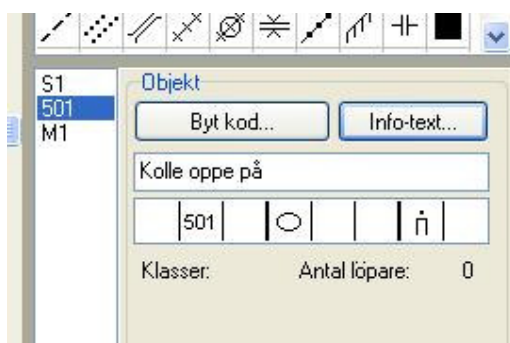 S1
501
M1
Objekt
Byt kod... Info-text...
Kolle oppe på
501
Klasser: Antal löpare: 0